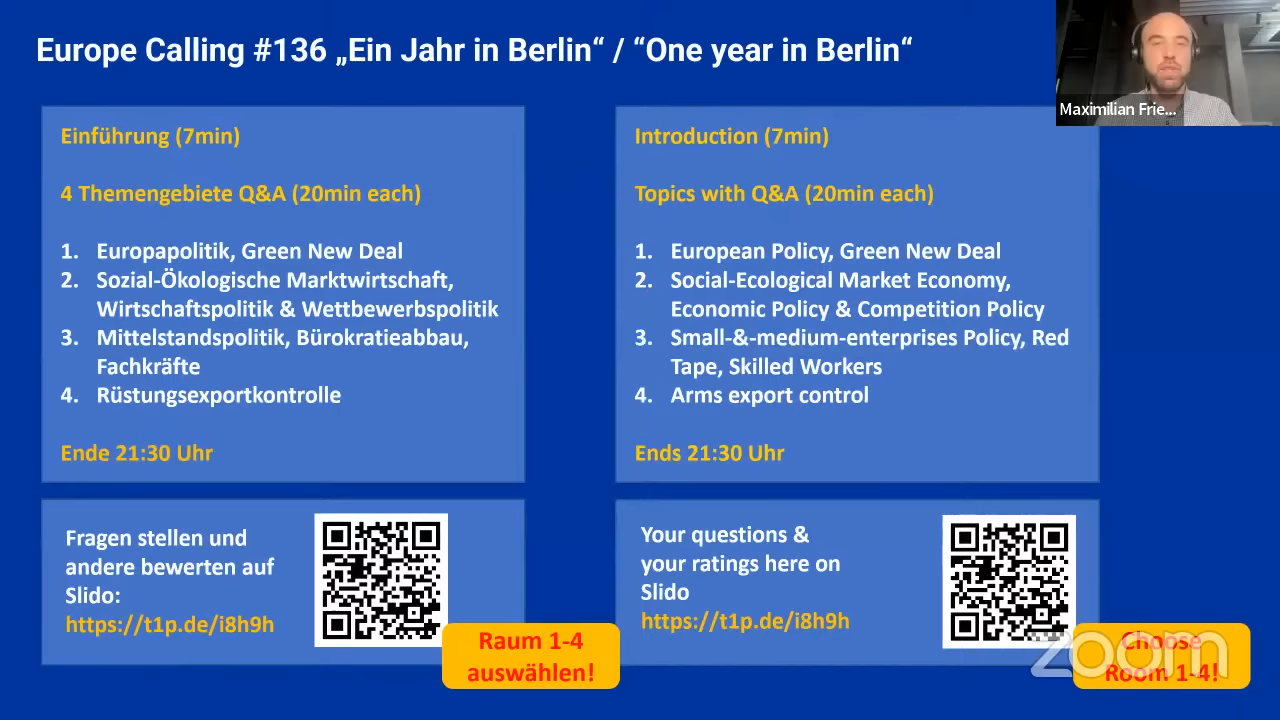 Europe Calling #136 „Ein Jahr in Berlin“ / “One year in Berlin“
Maximilian Frie...
Einführung (7min)
4 Themengebiete Q&A (20min each)
1. Europapolitik, Green New Deal
2. Sozial-Ökologische Marktwirtschaft,
Wirtschaftspolitik & Wettbewerbspolitik
3. Mittelstandspolitik, Bürokratieabbau,
Fachkräfte
4. Rüstungsexportkontrolle
Ende 21:30 Uhr
Introduction (7min)
Topics with Q&A (20min each)
1. European Policy, Green New Deal
2. Social-Ecological Market Economy,
Economic Policy & Competition Policy
3. Small-&-medium-enterprises Policy, Red
Tape, Skilled Workers
4. Arms export control
Ends 21:30 Uhr
Fragen stellen und
andere bewerten auf
Slido:
https://t1p.de/i8h9h
Raum 1-4
auswählen!
Your questions &
your ratings here on
Slido
https://t1p.de/i8h9h
Choose
Room 1-4!
zoom